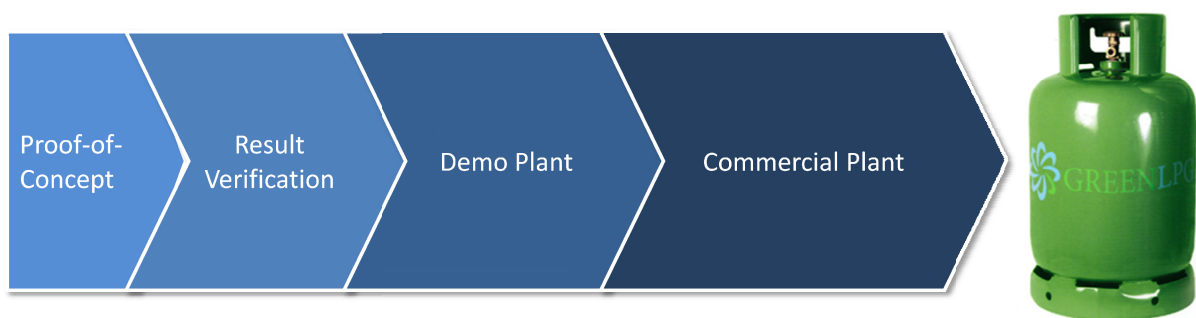 Proof-of-
Concept
Result
Verification
Demo Plant
Commercial Plant
GREENLPG